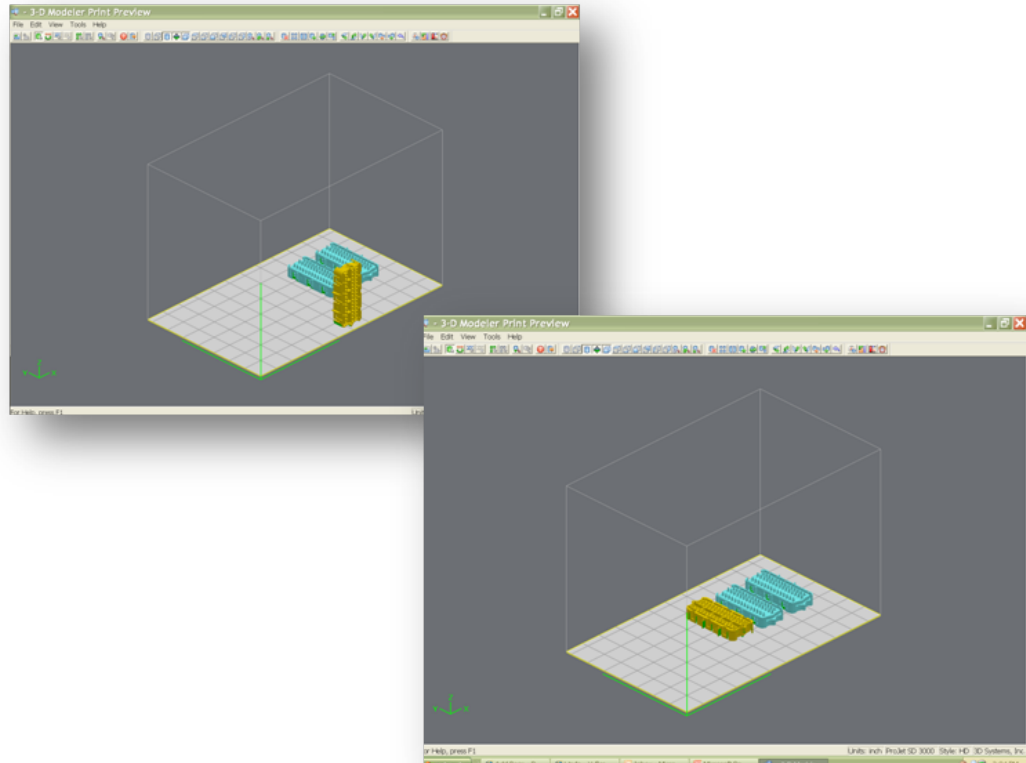 - 3-D Modeler Print Preview
File Edit View Tools Help
Z
Y X
For Help, press F1
- 3-D Modeler Print Preview
File Edit View Tools Help
Z
Y X
or Help, press F1 Units: inch ProJet SD 3000 Style: HD 3D Systems, Inc.